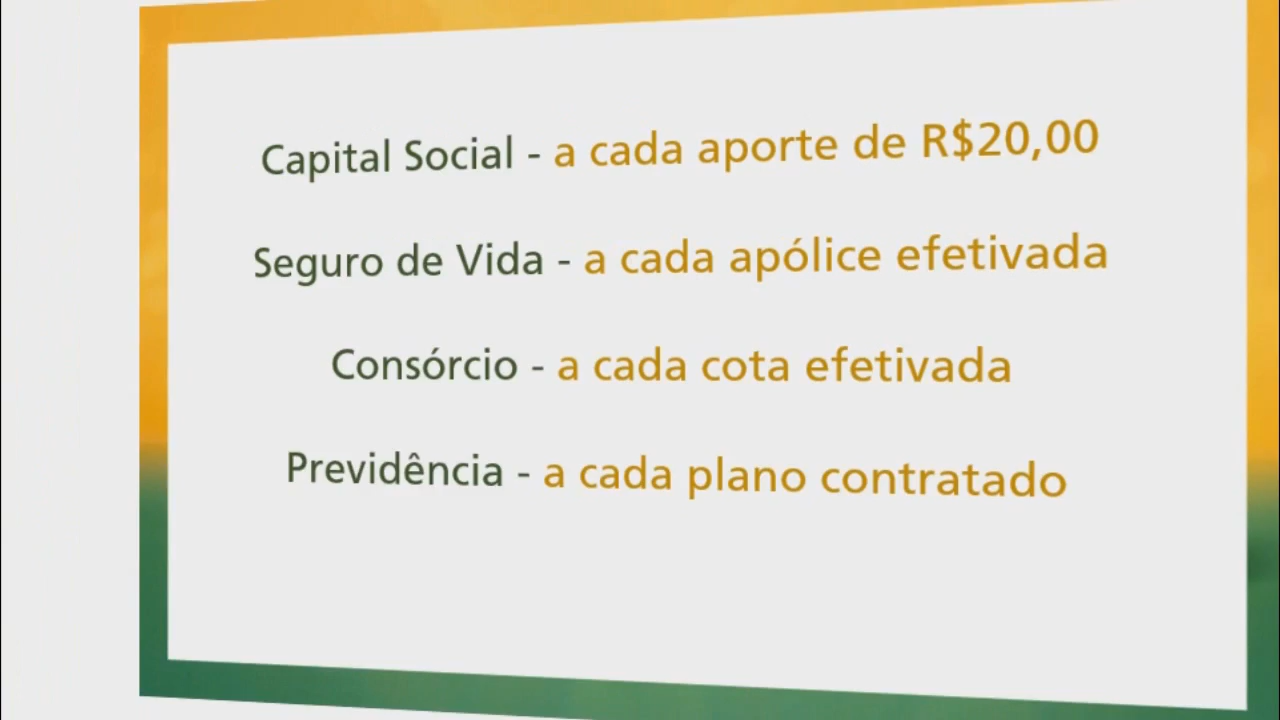 Capital Social - a cada aporte de R$20,00
Seguro de Vida - a cada apólice efetivada
Consórcio - a cada cota efetivada
Previdência - a cada plano contratado